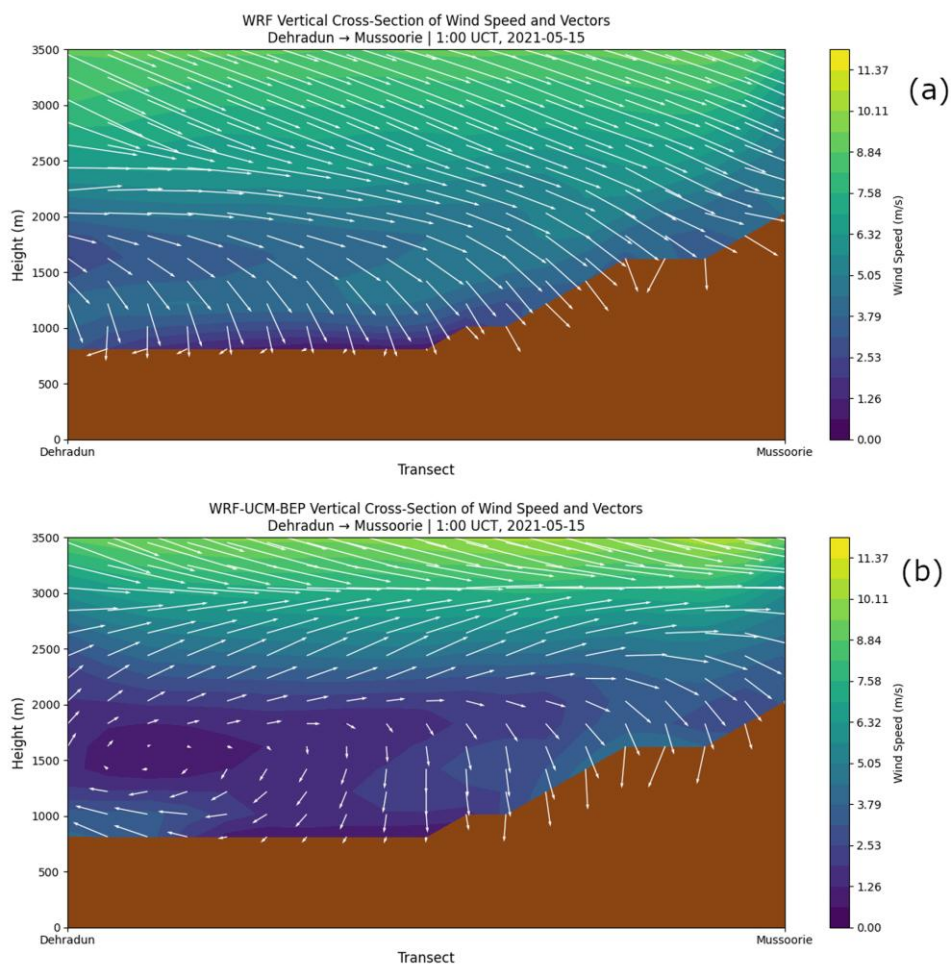 WRF Vertical Cross-Section of Wind Speed and Vectors
Dehradun → Mussoorie | 1:00 UCT, 2021-05-15
3500
3000
2500
2000
1500
1000
500
0
Height (m)
Dehradun
Mussoorie
Transect
11.37
10.11
8.84
7.58
6.32
5.05
3.79
2.53
1.26
0.00
Wind Speed (m/s)
(a)
WRF-UCM-BEP Vertical Cross-Section of Wind Speed and Vectors
Dehradun → Mussoorie | 1:00 UCT, 2021-05-15
3500
3000
2500
2000
1500
1000
500
0
Height (m)
Dehradun
Mussoorie
Transect
11.37
10.11
8.84
7.58
6.32
5.05
3.79
2.53
1.26
0.00
Wind Speed (m/s)
(b)